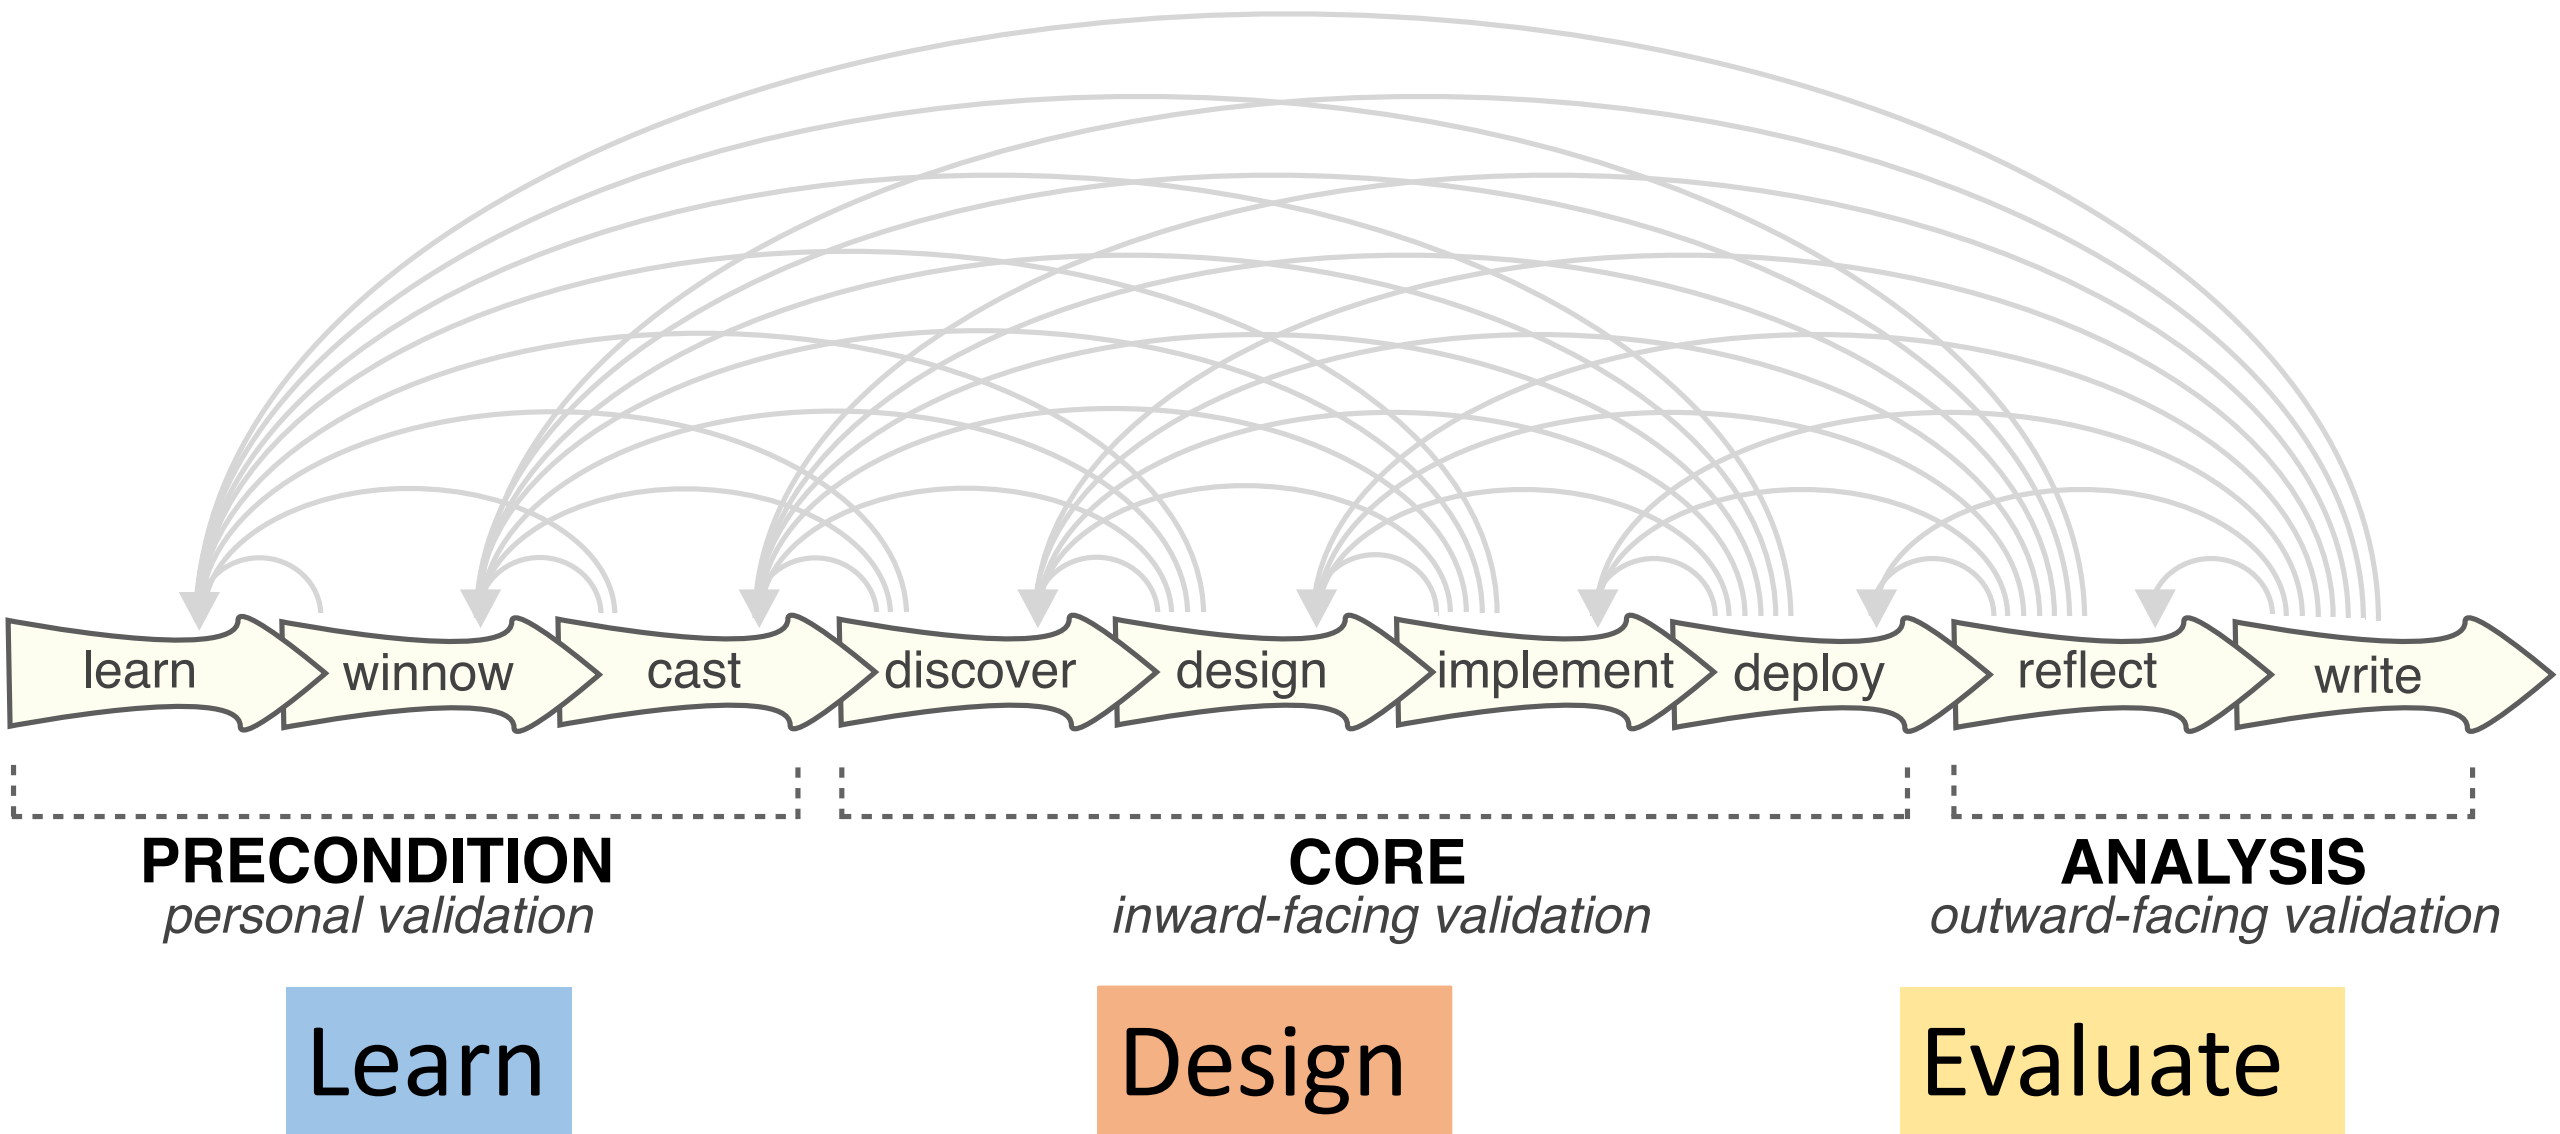 learn winnow cast discover design implement deploy reflect write
PRECONDITION CORE ANALYSIS
personal validation inward-facing validation outward-facing validation
Learn Design Evaluate